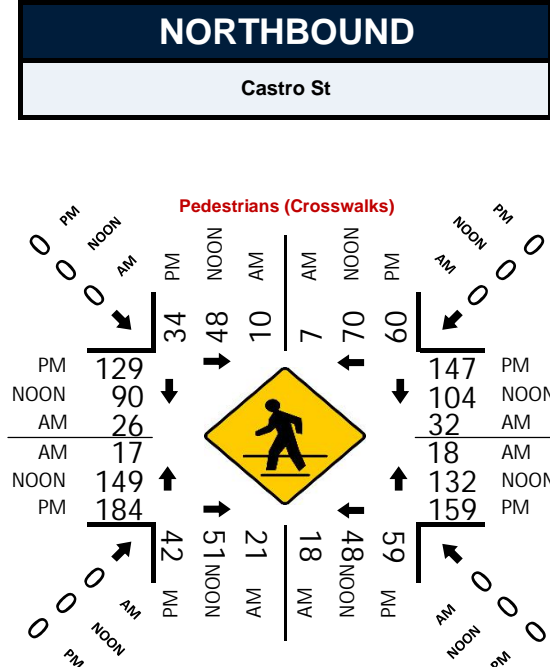 NORTHBOUND
Castro St
Pedestrians (Crosswalks)
0 PM
0 NOON
0 AM
PM 34
NOON 48
AM 10
AM 7
NOON 70
PM 60
PM 0
NOON 0
AM 0
PM 129
NOON 90
AM 26
AM 17
NOON 149
PM 184
147 PM
104 NOON
32 AM
18 AM
132 NOON
159 PM
0 AM
0 NOON
0 PM
42 PM
51 NOON
21 AM
18 AM
48 NOON
59 PM
0 AM
0 NOON
0 PM